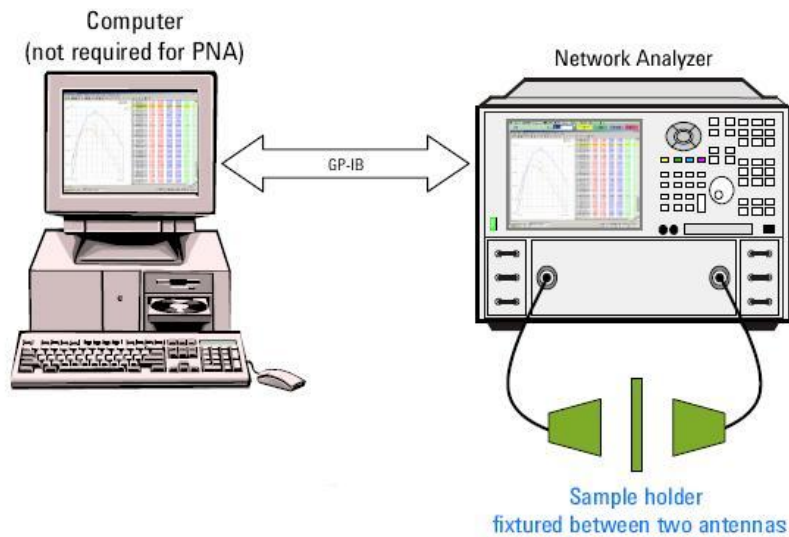 Computer
(not required for PNA)
Network Analyzer
GP-IB
Sample holder
fixtured between two antennas